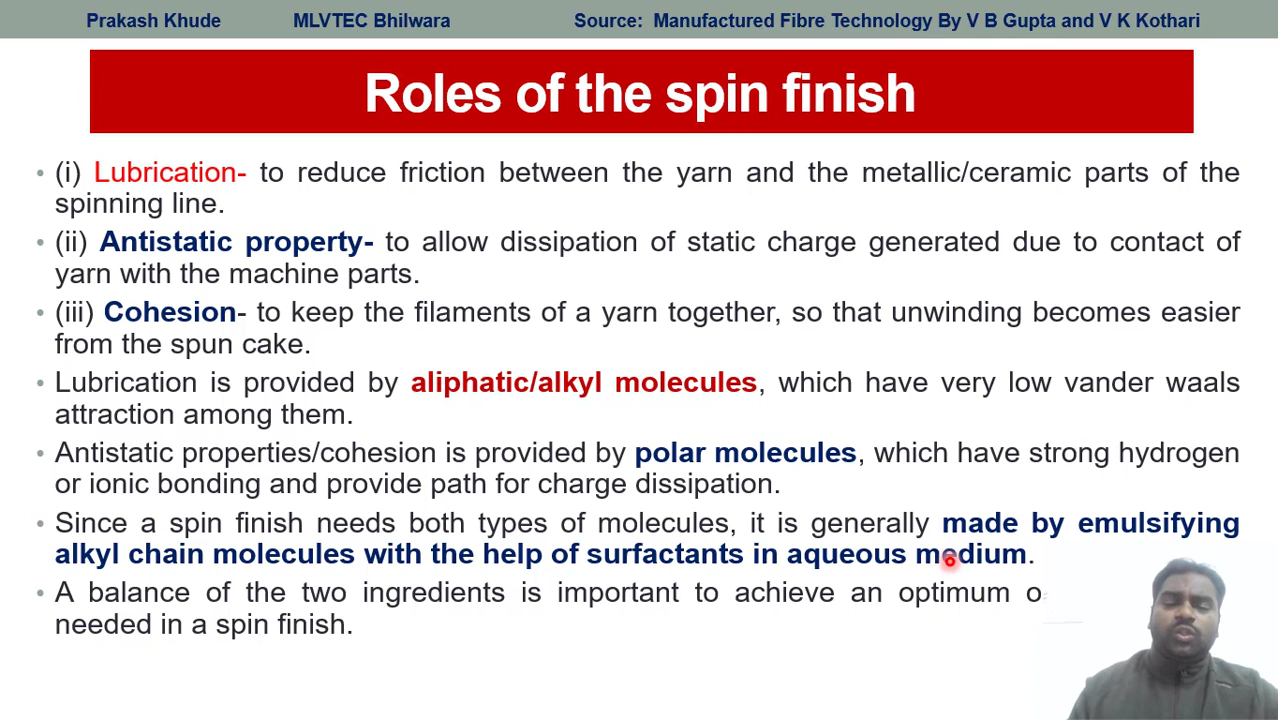 Prakash Khude MLVTEC Bhilwara Source: Manufactured Fibre Technology By V B Gupta and V K Kothari
Roles of the spin finish
• (i) Lubrication- to reduce friction between the yarn and the metallic/ceramic parts of the
spinning line.
• (ii) Antistatic property- to allow dissipation of static charge generated due to contact of
yarn with the machine parts.
• (iii) Cohesion- to keep the filaments of a yarn together, so that unwinding becomes easier
from the spun cake.
• Lubrication is provided by aliphatic/alkyl molecules, which have very low vander waals
attraction among them.
• Antistatic properties/cohesion is provided by polar molecules, which have strong hydrogen
or ionic bonding and provide path for charge dissipation.
• Since a spin finish needs both types of molecules, it is generally made by emulsifying
alkyl chain molecules with the help of surfactants in aqueous medium.
• A balance of the two ingredients is important to achieve an optimum
needed in a spin finish.